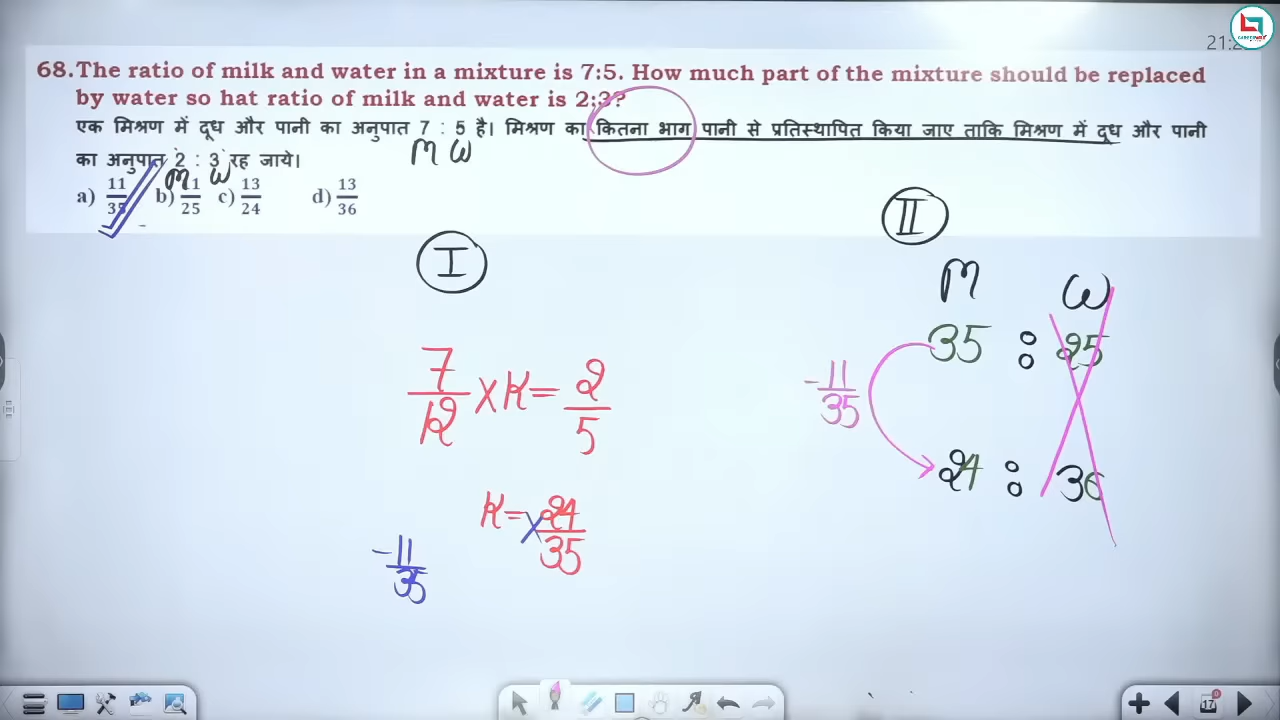 21:2
68. The ratio of milk and water in a mixture is 7:5. How much part of the mixture should be replaced
by water so hat ratio of milk and water is 2:3?
एक मिश्रण में दूध और पानी का अनुपात 7 : 5 है। मिश्रण का कितना भाग पानी से प्रतिस्थापित किया जाए ताकि मिश्रण में दूध और पानी
M W
का अनुपात 2 : 3 रह जाये।
M W
a) 11/35 b) 11/25 c) 13/24 d) 13/36
I
II
M W
35 : 25
-11/35
24 : 36
7/12 × K = 2/5
K = 24/35
-11/35
17